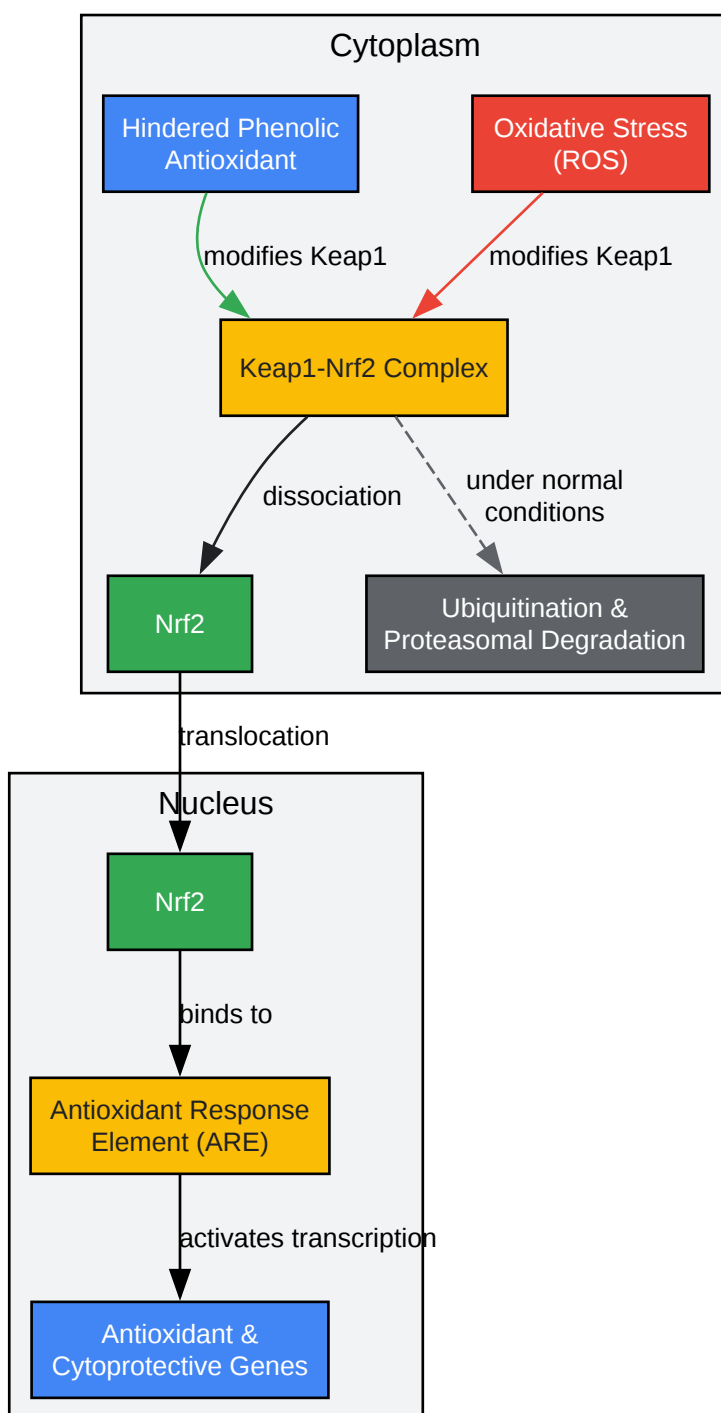 Cytoplasm
Hindered Phenolic
Antioxidant
Oxidative Stress
(ROS)
modifies Keap1
modifies Keap1
Keap1-Nrf2 Complex
dissociation
under normal
conditions
Nrf2
Ubiquitination &
Proteasomal Degradation
translocation
Nucleus
Nrf2
binds to
Antioxidant Response
Element (ARE)
activates transcription
Antioxidant &
Cytoprotective Genes